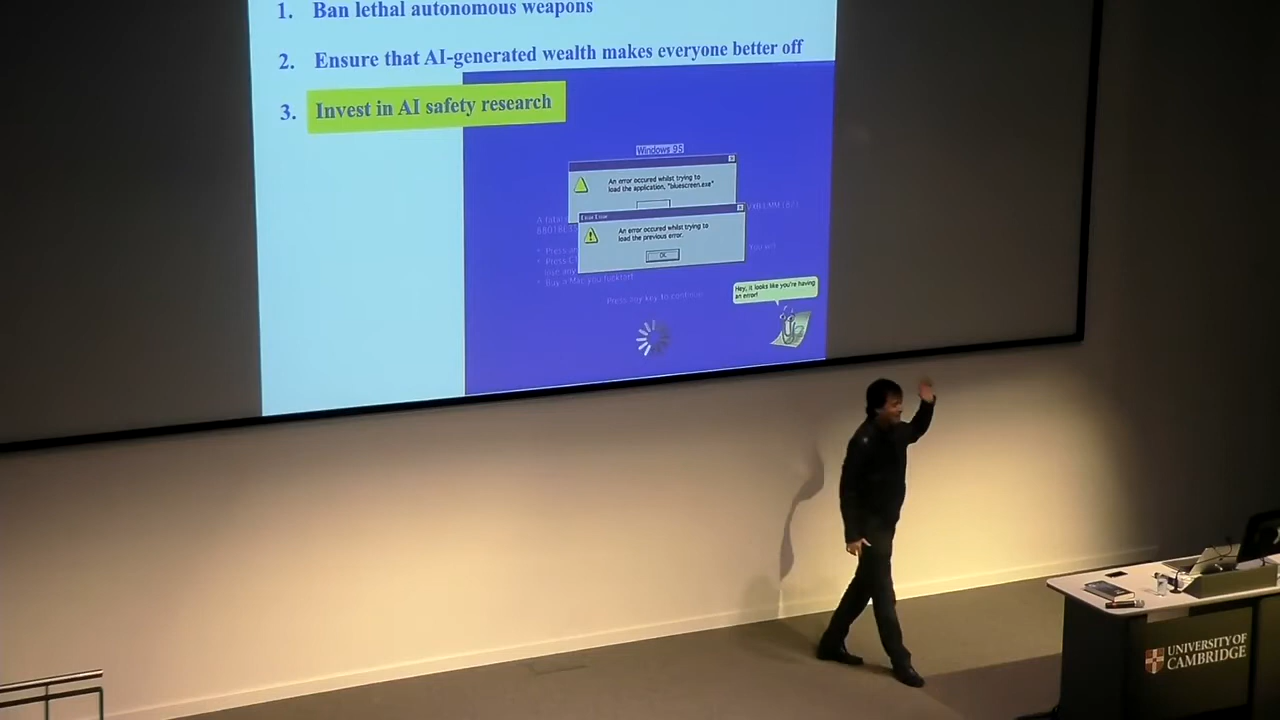 1. Ban lethal autonomous weapons
2. Ensure that AI-generated wealth makes everyone better off
3. Invest in AI safety research
Windows 95
An error occured whilst trying to
load the application, "bluescreen.exe"
Error Error
An error occured whilst trying to
load the previous error.
OK
Press any key to continue
Hey, it looks like you're having
an error!
UNIVERSITY OF
CAMBRIDGE